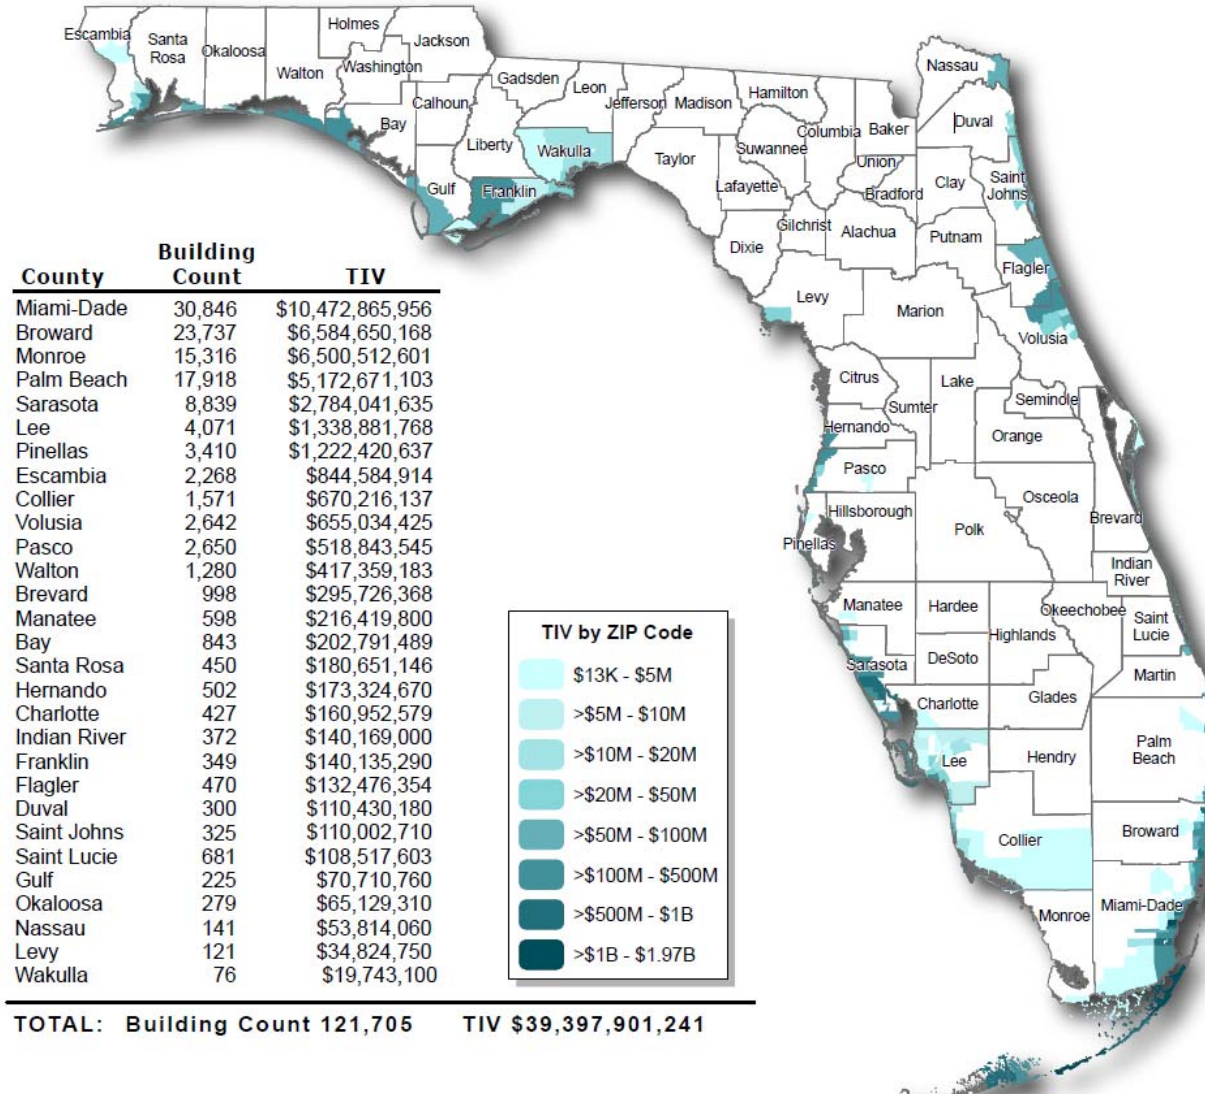 Holmes
Escambia
Santa
Rosa
Okaloosa
Jackson
Walton
Washington
Nassau
Gadsden
Leon
Hamilton
Jefferson
Madison
Calhoun
Bay
Columbia
Baker
Duval
Liberty
Wakulla
Suwannee
Taylor
Union
Lafayette
Clay
Saint
Johns
Bradford
Gulf
Franklin
Gilchrist
Alachua
Putnam
Dixie
Flagler
Levy
Marion
Volusia
Citrus
Lake
Sumter
Seminole
Hernando
Orange
Pasco
Osceola
Hillsborough
Brevard
Polk
Pinellas
Indian
River
Manatee
Hardee
Okeechobee
Saint
Lucie
Highlands
Sarasota
DeSoto
Martin
Charlotte
Glades
Lee
Hendry
Palm
Beach
Collier
Broward
Monroe
Miami-Dade
Building
County Count TIV
Miami-Dade 30,846 $10,472,865,956
Broward 23,737 $6,584,650,168
Monroe 15,316 $6,500,512,601
Palm Beach 17,918 $5,172,671,103
Sarasota 8,839 $2,784,041,635
Lee 4,071 $1,338,881,768
Pinellas 3,410 $1,222,420,637
Escambia 2,268 $844,584,914
Collier 1,571 $670,216,137
Volusia 2,642 $655,034,425
Pasco 2,650 $518,843,545
Walton 1,280 $417,359,183
Brevard 998 $295,726,368
Manatee 598 $216,419,800
Bay 843 $202,791,489
Santa Rosa 450 $180,651,146
Hernando 502 $173,324,670
Charlotte 427 $160,952,579
Indian River 372 $140,169,000
Franklin 349 $140,135,290
Flagler 470 $132,476,354
Duval 300 $110,430,180
Saint Johns 325 $110,002,710
Saint Lucie 681 $108,517,603
Gulf 225 $70,710,760
Okaloosa 279 $65,129,310
Nassau 141 $53,814,060
Levy 121 $34,824,750
Wakulla 76 $19,743,100
TIV by ZIP Code
$13K - $5M
>$5M - $10M
>$10M - $20M
>$20M - $50M
>$50M - $100M
>$100M - $500M
>$500M - $1B
>$1B - $1.97B
TOTAL: Building Count 121,705 TIV $39,397,901,241